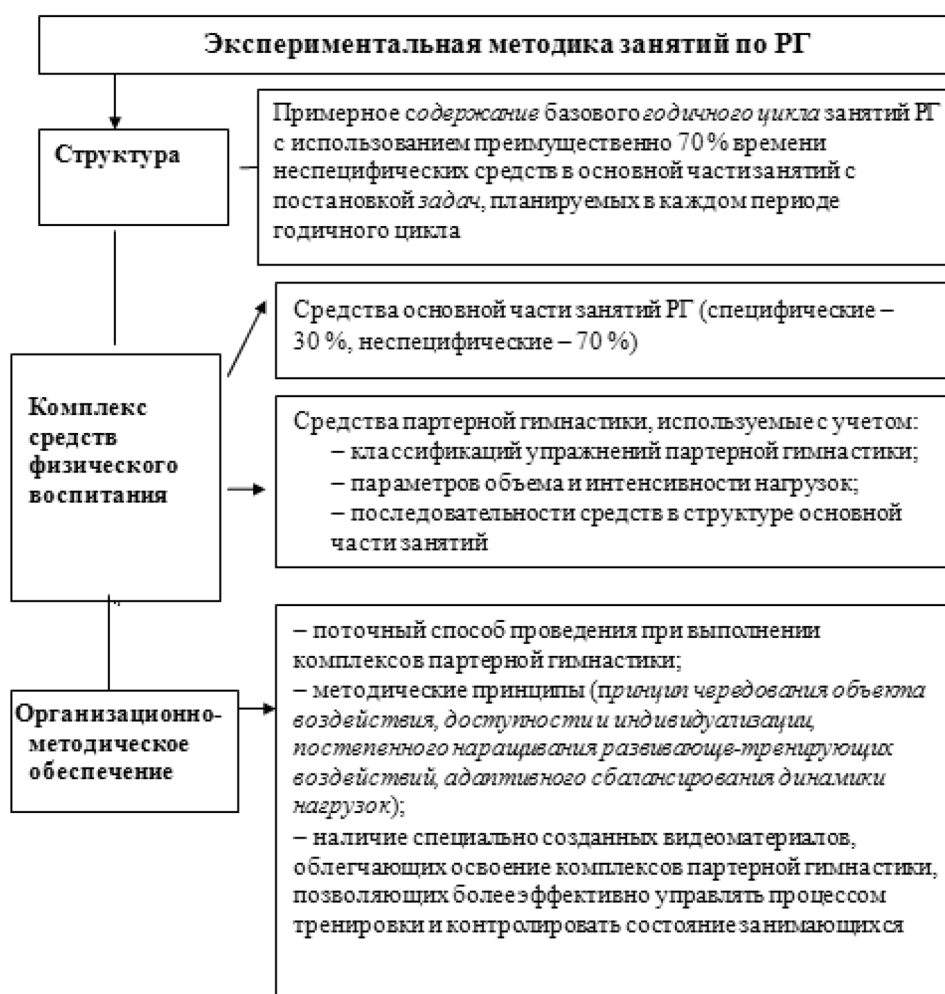 Экспериментальная методика занятий по РГ
Структура
Примерное содержание базового годичного цикла занятий РГ
с использованием преимущественно 70 % времени
неспецифических средств в основной части занятий с
постановкой задач, планируемых в каждом периоде
годичного цикла
Средства основной части занятий РГ (специфические –
30 %, неспецифические – 70 %)
Комплекс
средств
физического
воспитания
Средства партерной гимнастики, используемые с учетом:
– классификаций упражнений партерной гимнастики;
– параметров объема и интенсивности нагрузок;
– последовательности средств в структуре основной
части занятий
Организационно-
методическое
обеспечение
– поточный способ проведения при выполнении
комплексов партерной гимнастики;
– методические принципы (принцип чередования объекта
воздействия, доступности и индивидуализации,
постепенного наращивания развивающе-тренирующих
воздействий, адаптивного сбалансирования динамики
нагрузок);
– наличие специально созданных видеоматериалов,
облегчающих освоение комплексов партерной гимнастики,
позволяющих более эффективно управлять процессом
тренировки и контролировать состояние занимающихся